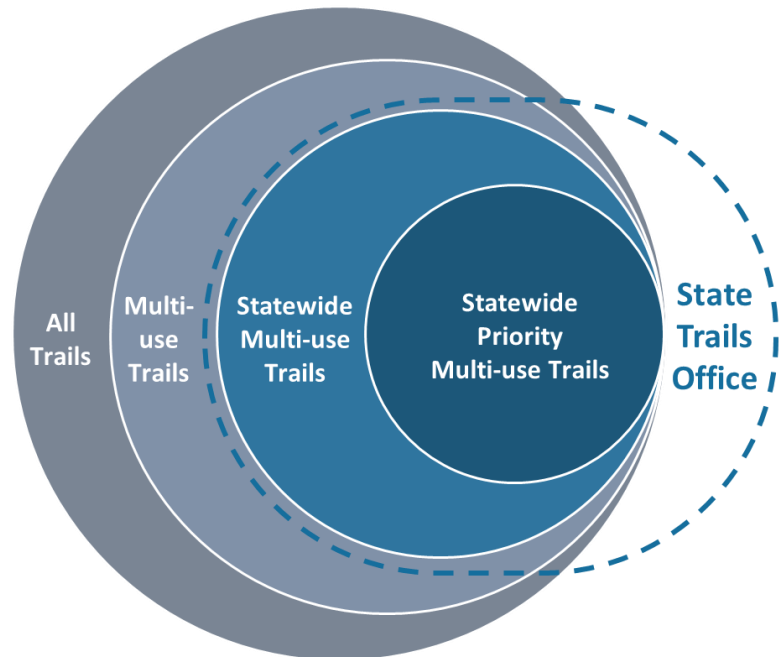 All
Trails
Multi-
use
Trails
Statewide
Multi-use
Trails
Statewide
Priority
Multi-use Trails
State
Trails
Office